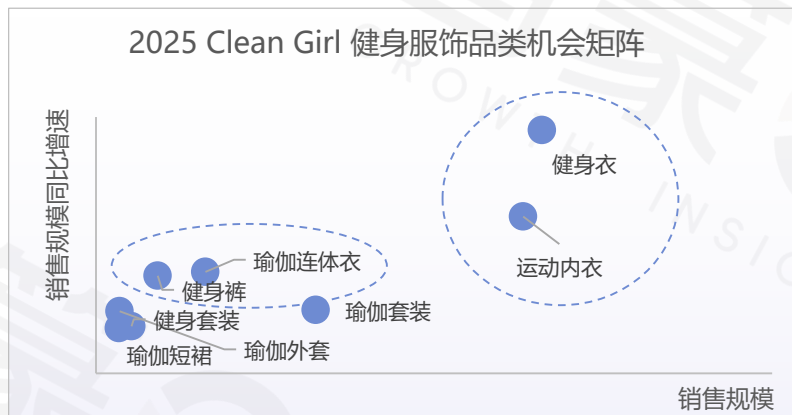 2025 Clean Girl 健身服饰品类机会矩阵
销售规模同比增速
健身衣
运动内衣
瑜伽连体衣
健身裤
瑜伽套装
健身套装
瑜伽外套
瑜伽短裙
销售规模
GROWTH INSIG